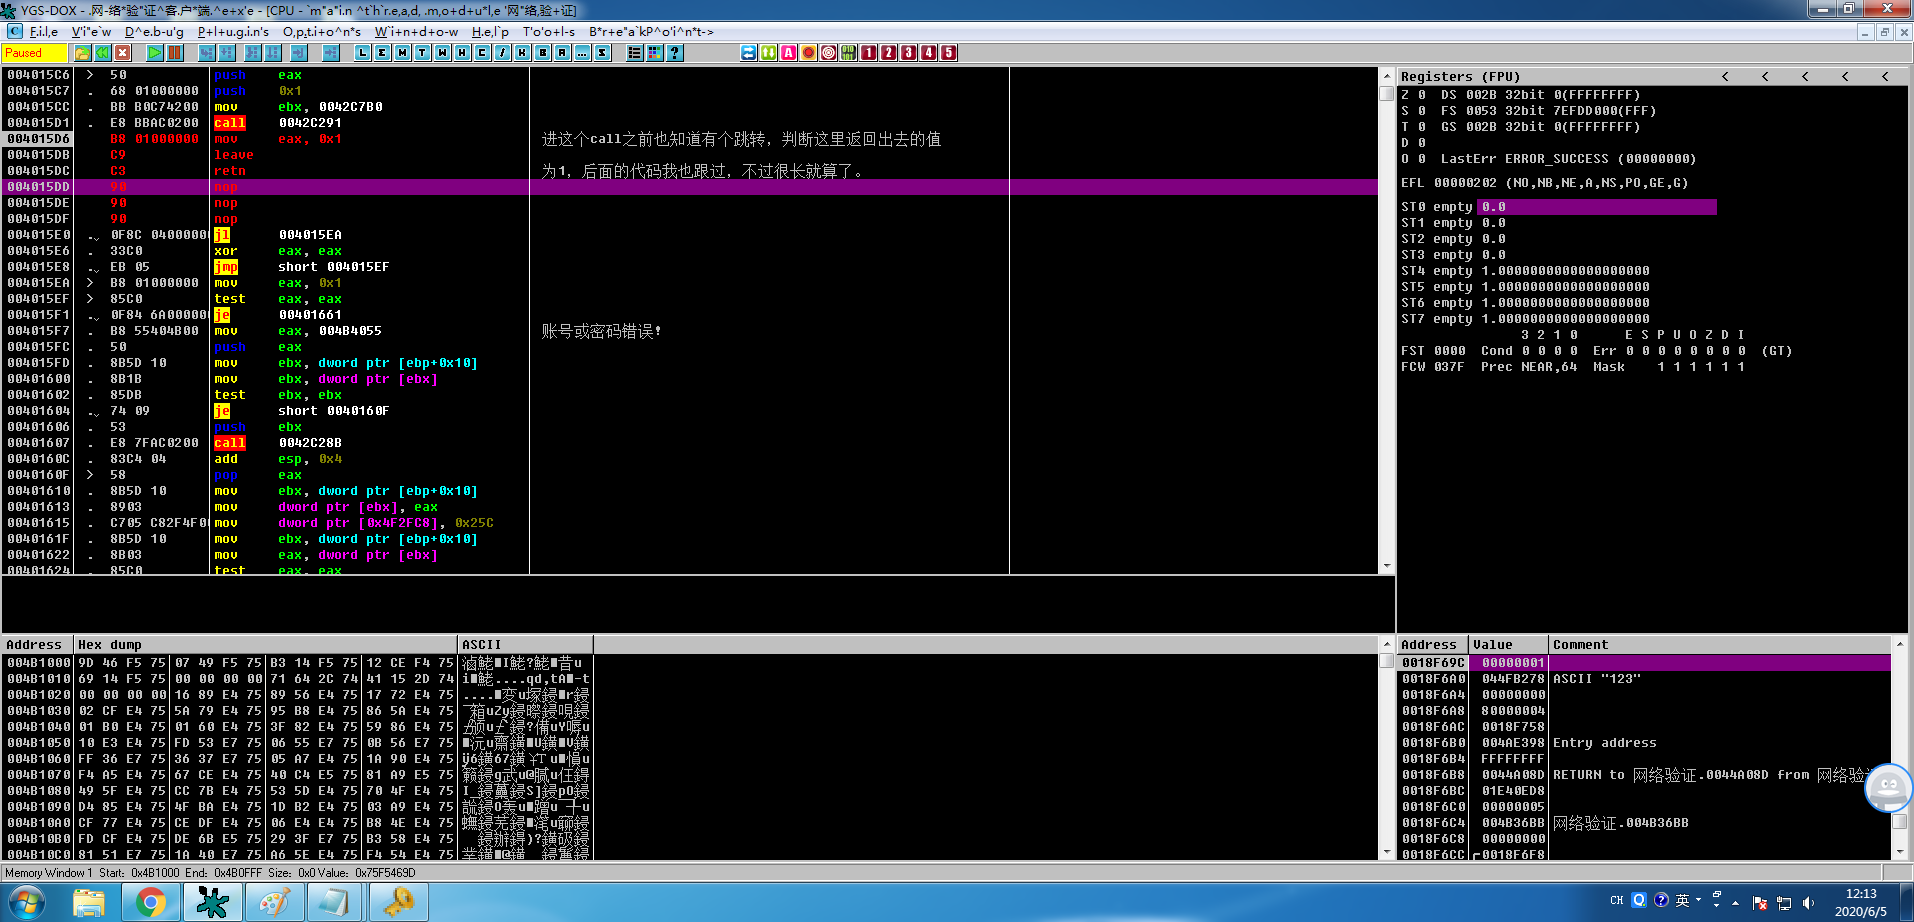 YGS-DOX - .网-络*验"证^客.户*端.^e+x'e - [CPU - `m"a"i.n ^t`h`r.e,a,d, .m,o+d+u*l,e '网"络,验+证]
F.i.l,e V'i"e`w D^e.b-u'g P+l+u.g.i.n's O,p,t.i+o^n*s W`i+n+d+o-w H.e,l`p T'o'o+l-s B*r+e"a`kP^o'i^n*t->
Paused
L E M T W H C / K B R ... S
A 1 2 3 4 5
004015C6 > 50 push eax
004015C7 . 68 01000000 push 0x1
004015CC . BB B0C74200 mov ebx, 0042C7B0
004015D1 . E8 BBAC0200 call 0042C291
004015D6 B8 01000000 mov eax, 0x1 进这个call之前也知道有个跳转，判断这里返回出去的值
004015DB C9 leave
004015DC C3 retn 为1，后面的代码我也跟过，不过很长就算了。
004015DD 90 nop
004015DE 90 nop
004015DF 90 nop
004015E0 .⌄ 0F8C 04000000 jl 004015EA
004015E6 . 33C0 xor eax, eax
004015E8 .⌄ EB 05 jmp short 004015EF
004015EA > B8 01000000 mov eax, 0x1
004015EF > 85C0 test eax, eax
004015F1 .⌄ 0F84 6A000000 je 00401661
004015F7 . B8 55404B00 mov eax, 004B4055 账号或密码错误!
004015FC . 50 push eax
004015FD . 8B5D 10 mov ebx, dword ptr [ebp+0x10]
00401600 . 8B1B mov ebx, dword ptr [ebx]
00401602 . 85DB test ebx, ebx
00401604 .⌄ 74 09 je short 0040160F
00401606 . 53 push ebx
00401607 . E8 7FAC0200 call 0042C28B
0040160C . 83C4 04 add esp, 0x4
0040160F > 58 pop eax
00401610 . 8B5D 10 mov ebx, dword ptr [ebp+0x10]
00401613 . 8903 mov dword ptr [ebx], eax
00401615 . C705 C82F4F0 mov dword ptr [0x4F2FC8], 0x25C
0040161F . 8B5D 10 mov ebx, dword ptr [ebp+0x10]
00401622 . 8B03 mov eax, dword ptr [ebx]
00401624 . 85C0 test eax, eax
Registers (FPU) < < < < <
Z 0 DS 002B 32bit 0(FFFFFFFF)
S 0 FS 0053 32bit 7EFDD000(FFF)
T 0 GS 002B 32bit 0(FFFFFFFF)
D 0
O 0 LastErr ERROR_SUCCESS (00000000)
EFL 00000202 (NO,NB,NE,A,NS,PO,GE,G)
ST0 empty 0.0
ST1 empty 0.0
ST2 empty 0.0
ST3 empty 0.0
ST4 empty 1.0000000000000000000
ST5 empty 1.0000000000000000000
ST6 empty 1.0000000000000000000
ST7 empty 1.0000000000000000000
3 2 1 0 E S P U O Z D I
FST 0000 Cond 0 0 0 0 Err 0 0 0 0 0 0 0 0 (GT)
FCW 037F Prec NEAR,64 Mask 1 1 1 1 1 1
Address Hex dump ASCII
004B1000 9D 46 F5 75 07 49 F5 75 B3 14 F5 75 12 CE F4 75
004B1010 69 14 F5 75 00 00 00 00 71 64 2C 74 41 15 2D 74
004B1020 00 00 00 00 16 89 E4 75 89 56 E4 75 17 72 E4 75
004B1030 02 CF E4 75 5A 79 E4 75 95 B8 E4 75 86 5A E4 75
004B1040 01 B0 E4 75 01 60 E4 75 3F 82 E4 75 59 86 E4 75
004B1050 10 E3 E4 75 FD 53 E7 75 06 55 E7 75 0B 56 E7 75
004B1060 FF 36 E7 75 36 37 E7 75 05 A7 E4 75 1A 90 E4 75
004B1070 F4 A5 E4 75 67 CE E4 75 40 C4 E5 75 81 A9 E5 75
004B1080 49 5F E4 75 CC 7B E4 75 53 5D E4 75 70 4F E4 75
004B1090 D4 85 E4 75 4F BA E4 75 1D B2 E4 75 03 A9 E4 75
004B10A0 CF 77 E4 75 CE DF E4 75 06 E4 E4 75 B8 4E E4 75
004B10B0 FD CF E4 75 DE 6B E5 75 29 3F E7 75 B3 58 E4 75
004B10C0 81 51 E7 75 1A 40 E7 75 A6 5E E4 75 F4 54 E4 75
Address Value Comment
0018F69C 00000001
0018F6A0 044FB278 ASCII "123"
0018F6A4 00000000
0018F6A8 80000004
0018F6AC 0018F758
0018F6B0 004AE398 Entry address
0018F6B4 FFFFFFFF
0018F6B8 0044A08D RETURN to 网络验证.0044A08D from 网络验
0018F6BC 01E40ED8
0018F6C0 00000005
0018F6C4 004B36BB 网络验证.004B36BB
0018F6C8 00000000
0018F6CC 0018F6F8
Memory Window 1 Start: 0x4B1000 End: 0x4B0FFF Size: 0x0 Value: 0x75F5469D
CH 英
12:13
2020/6/5